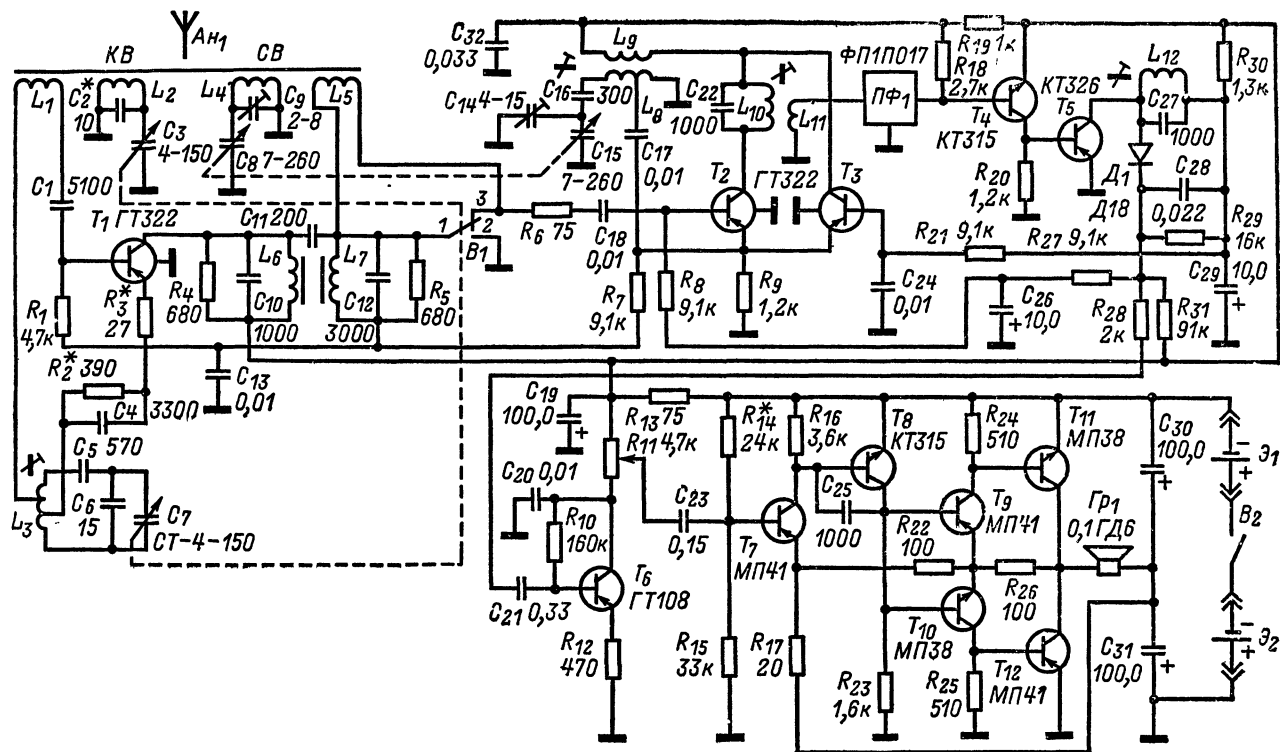 Ан1
КВ
СВ
L1
C2*
10
L2
C3
4-150
L4
C9
2-8
C8
7-260
L5
C32
0,033
L9
C14 4-15
C16
300
L8
C15
7-260
C17
0,01
C22
1000
L10
L11
ФП1П017
ПФ1
R18
2,7к
R19 1к
T4
КТ315
КТ326
T5
R20
1,2к
L12
C27
1000
R30
1,3к
Д1
Д18
C28
0,022
R29
16к
C1
5100
T1 ГТ322
R1
4,7к
R3*
27
R4
680
C11 200
L6
C10
1000
L7
C12
3000
R5
680
1
3
2
В1
R6 75
C18
0,01
T2
ГТ322
T3
R7
9,1к
R8
9,1к
R9
1,2к
R21 9,1к
C24
0,01
R27 9,1к
C26
+ 10,0
R28
2к
R31
91к
C29
10,0
+
R2* 390
C4
3300
C13
0,01
C5
570
C6
15
C7
СТ-4-150
L3
C19
100,0
+
R13 75
R11 4,7к
C20 0,01
R10
160к
C21 0,33
T6
ГТ108
R12
470
C23
0,15
R14*
24к
R15
33к
T7
МП41
R16
3,6к
C25
1000
R17
20
T8
КТ315
R22
100
R23
1,6к
R24
510
T9
МП41
T10
МП38
R25
510
R26
100
T11
МП38
T12
МП41
Гр1
0,1ГД6
C30
100,0
+
C31
100,0
+
Э1
-
+
В2
Э2
-
+